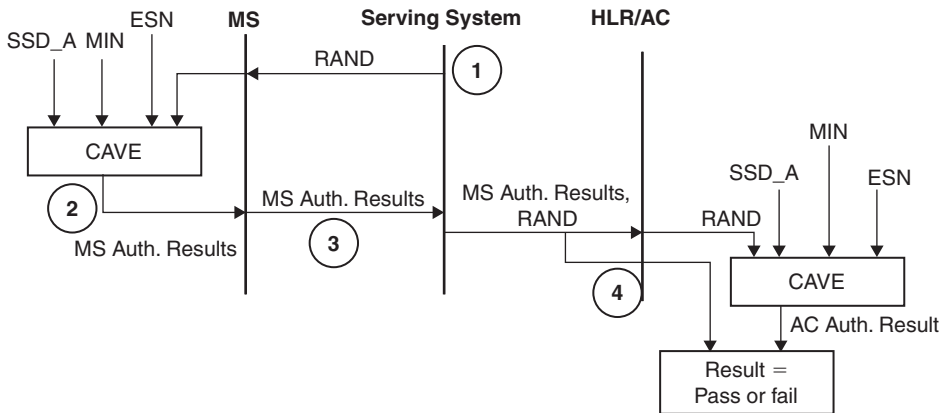 ESN
MS
Serving System
HLR/AC
SSD_A
MIN
RAND
1
CAVE
MIN
2
MS Auth. Results
MS Auth. Results,
RAND
RAND
SSD_A
ESN
3
MS Auth. Results
4
CAVE
AC Auth. Result
Result =
Pass or fail